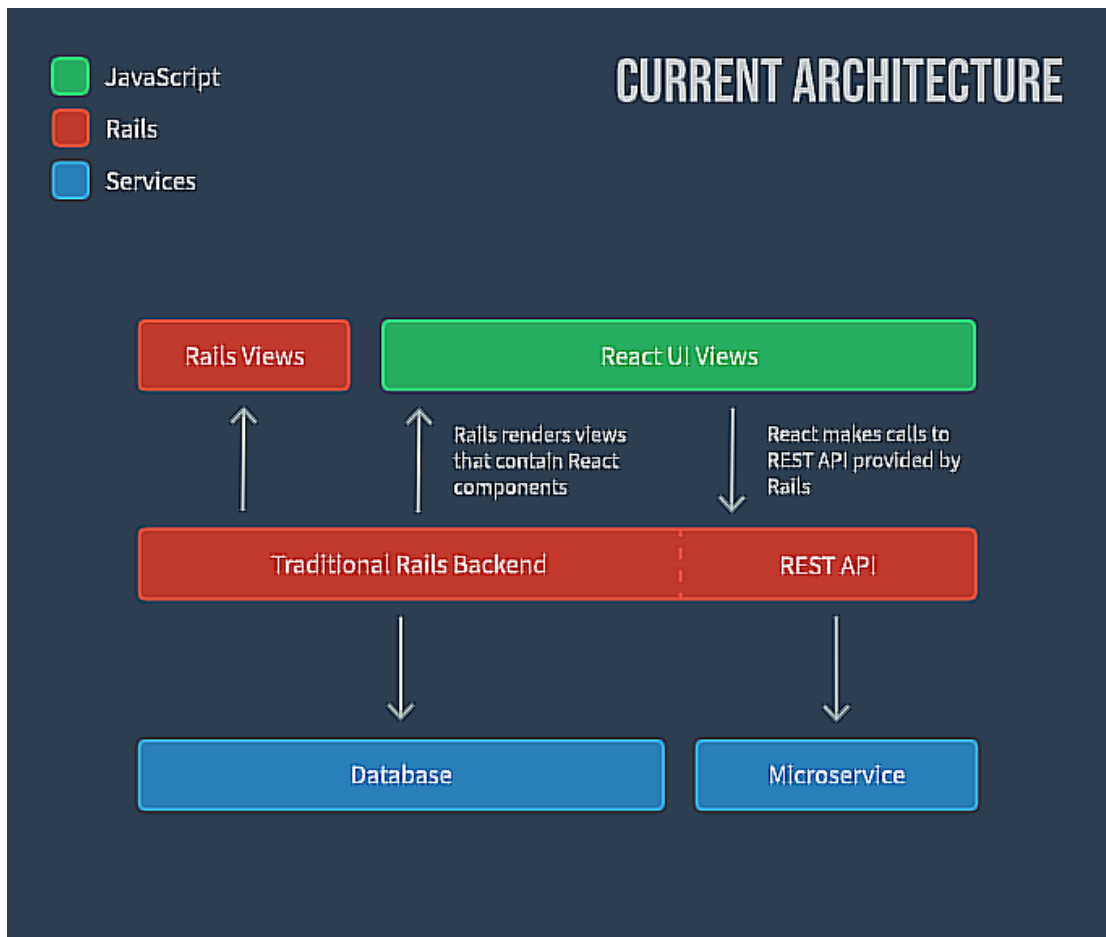 JavaScript
CURRENT ARCHITECTURE
Rails
Services
Rails Views
React UI Views
Rails renders views
that contain React
components
React makes calls to
REST API provided by
Rails
Traditional Rails Backend
REST API
Database
Microservice